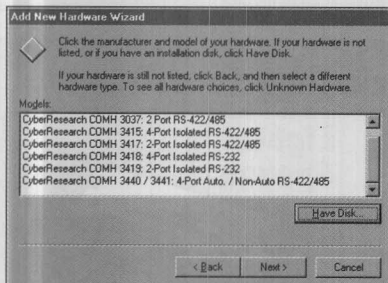 Add New Hardware Wizard
Click the manufacturer and model of your hardware. If your hardware is not
listed, or if you have an installation disk, click Have Disk.
If your hardware is still not listed, click Back, and then select a different
hardware type. To see all hardware choices, click Unknown Hardware.
Models:
CyberResearch COMH 3037: 2 Port RS-422/485
CyberResearch COMH 3415: 4-Port Isolated RS-422/485
CyberResearch COMH 3417: 2-Port Isolated RS-422/485
CyberResearch COMH 3418: 4-Port Isolated RS-232
CyberResearch COMH 3419: 2-Port Isolated RS-232
CyberResearch COMH 3440 / 3441: 4-Port Auto. / Non-Auto RS-422/485
Have Disk...
< Back
Next >
Cancel